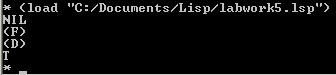 * (load "C:/Documents/Lisp/labwork5.lsp")
NIL
(F)
(D)
T
*